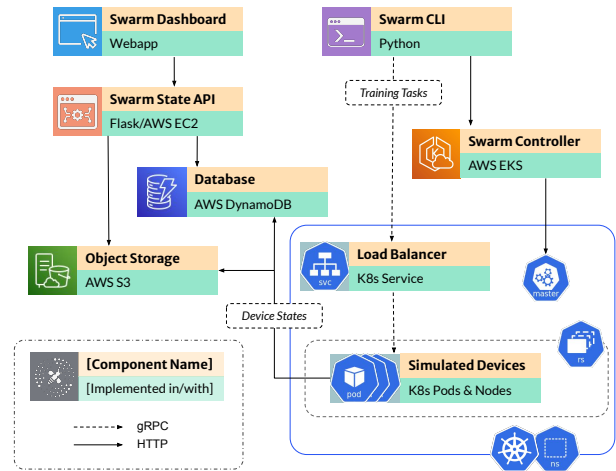 Swarm Dashboard
Webapp
Swarm CLI
Python
Training Tasks
Swarm State API
Flask/AWS EC2
Swarm Controller
AWS EKS
Database
AWS DynamoDB
Object Storage
AWS S3
Load Balancer
K8s Service
svc
master
Device States
rs
[Component Name]
[Implemented in/with]
Simulated Devices
K8s Pods & Nodes
pod
gRPC
HTTP
ns